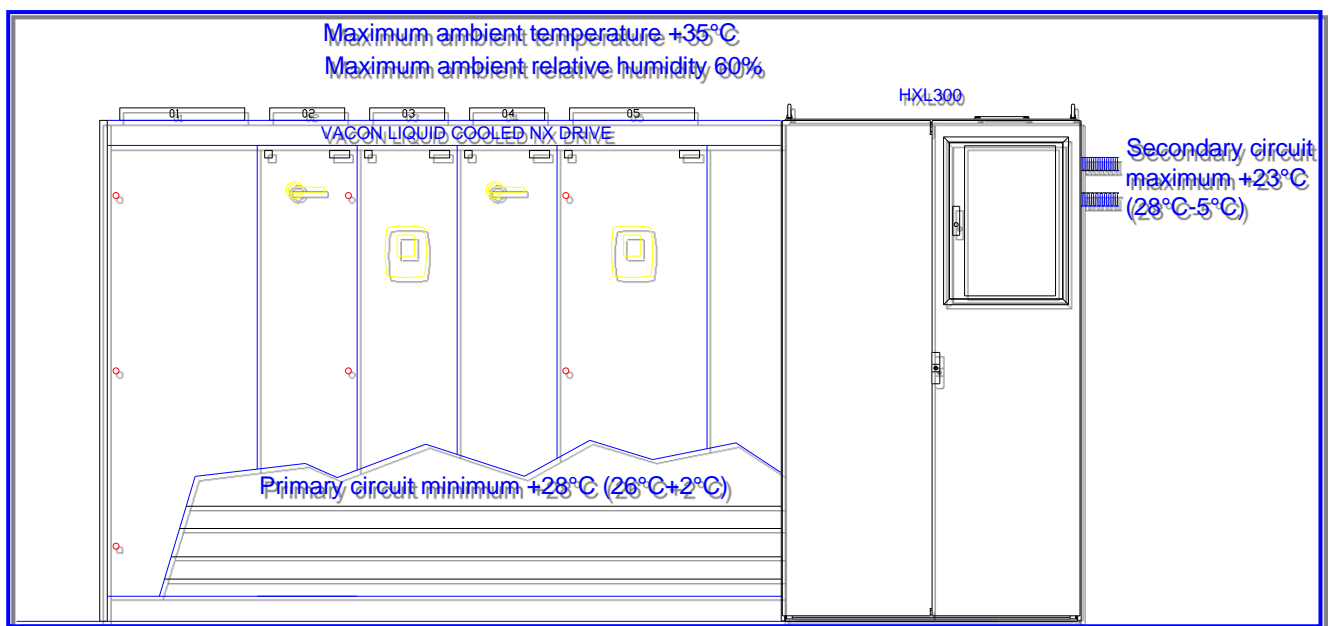 Maximum ambient temperature +35°C
Maximum ambient relative humidity 60%
HXL300
01 02 03 04 05
VACON LIQUID COOLED NX DRIVE
Secondary circuit
maximum +23°C
(28°C-5°C)
Primary circuit minimum +28°C (26°C+2°C)